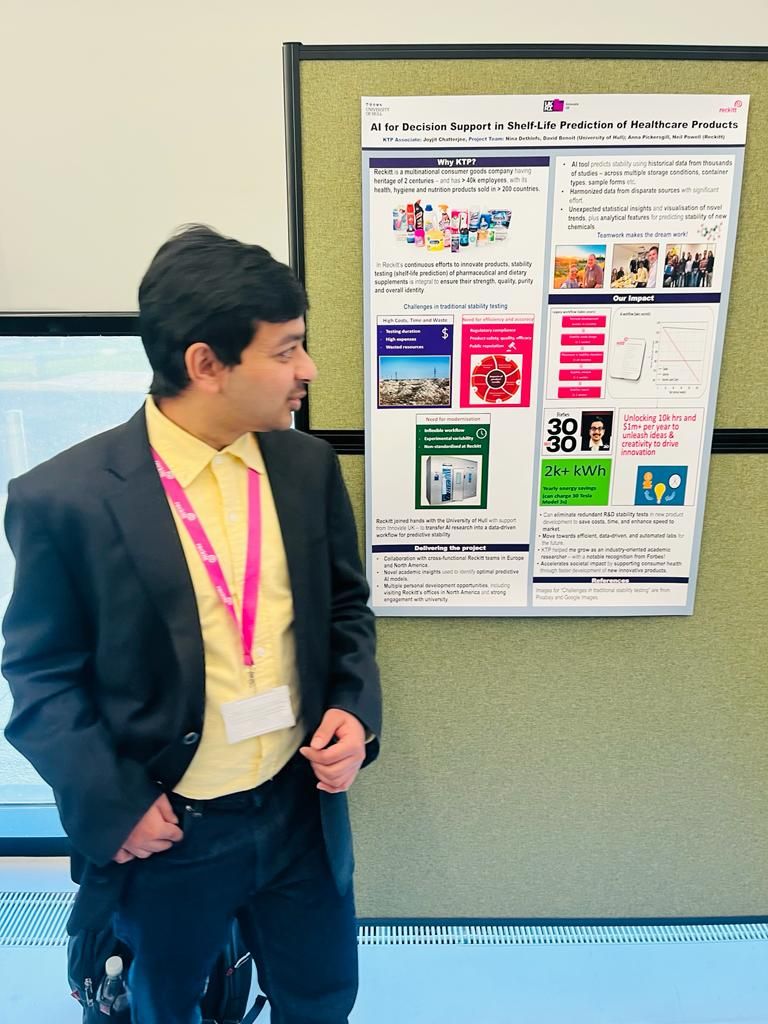 UNIVERSITY
OF HULL
Innovate
UK
reckitt
AI for Decision Support in Shelf-Life Prediction of Healthcare Products
KTP Associate: Joyjit Chatterjee, Project Team: Nina Dethlefs, David Benoit (University of Hull); Anna Pickersgill, Neil Powell (Reckitt)
Why KTP?
Reckitt is a multinational consumer goods company having
heritage of 2 centuries – and has > 40k employees, with its
health, hygiene and nutrition products sold in > 200 countries.
In Reckitt's continuous efforts to innovate products, stability
testing (shelf-life prediction) of pharmaceutical and dietary
supplements is integral to ensure their strength, quality, purity
and overall identity
Challenges in traditional stability testing
High Costs, Time and Waste
• Testing duration
• High expenses
• Wasted resources
$
Need for efficiency and accuracy
• Regulatory compliance
• Product safety, quality, efficacy
• Public reputation
Need for modernisation
• Inflexible workflow
• Experimental variability
• Non-standardised at Reckitt
Reckitt joined hands with the University of Hull with support
from Innovate UK – to transfer AI research into a data-driven
workflow for predictive stability
Delivering the project
• Collaboration with cross-functional Reckitt teams in Europe
and North America.
• Novel academic insights used to identify optimal predictive
AI models.
• Multiple personal development opportunities, including
visiting Reckitt's offices in North America and strong
engagement with university.
• AI tool predicts stability using historical data from thousands
of studies – across multiple storage conditions, container
types, sample forms etc.
• Harmonized data from disparate sources with significant
effort.
• Unexpected statistical insights and visualisation of novel
trends, plus analytical features for predicting stability of new
chemicals
Teamwork makes the dream work!
Our Impact
Forbes
30
30
Unlocking 10k hrs and
$1m+ per year to
unleash ideas &
creativity to drive
innovation
2k+ kWh
Yearly energy savings
(can charge 30 Tesla
Model 3s)
• Can eliminate redundant R&D stability tests in new product
development to save costs, time, and enhance speed to
market.
• Move towards efficient, data-driven, and automated labs for
the future.
• KTP helped me grow as an industry-oriented academic
researcher – with a notable recognition from Forbes!
• Accelerates societal impact by supporting consumer health
through faster development of new innovative products.
References
Images for "Challenges in traditional stability testing" are from
Pixabay and Google Images.